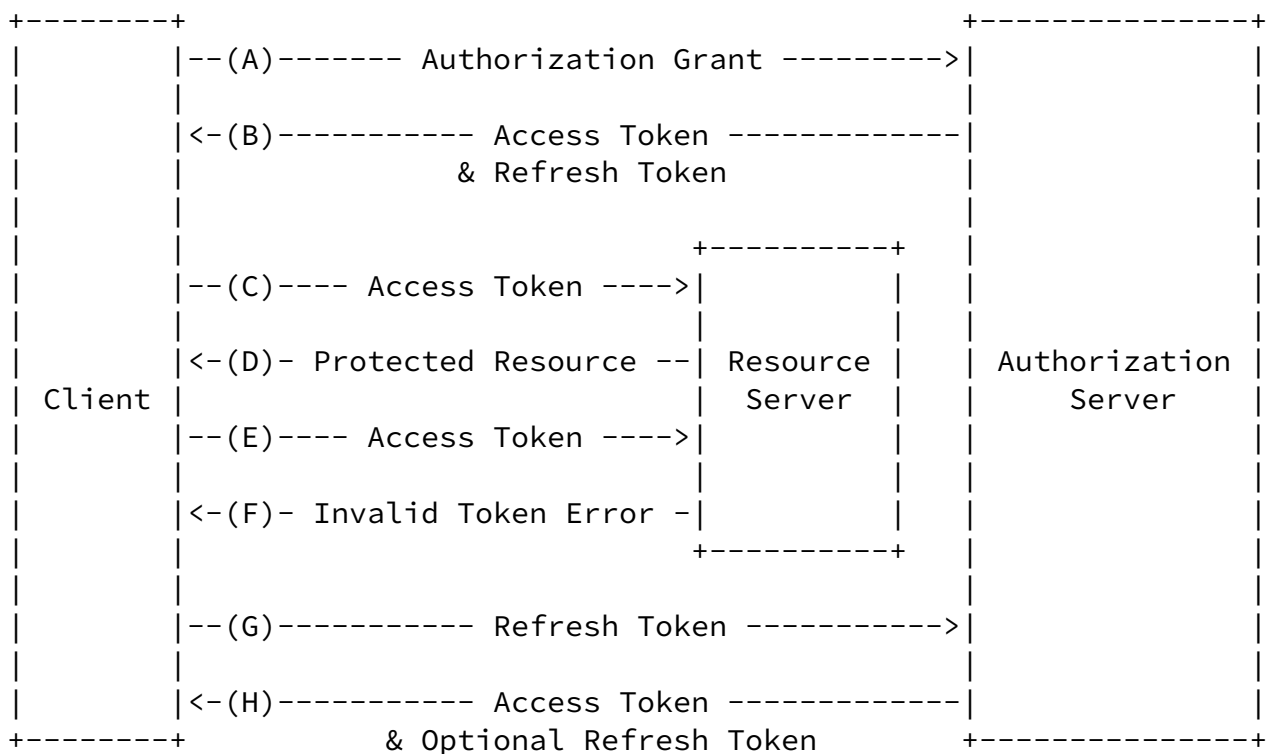 +--------+                                           +---------------+
|        |--(A)------- Authorization Grant --------->|               |
|        |                                           |               |
|        |<-(B)----------- Access Token -------------|               |
|        |               & Refresh Token             |               |
|        |                                           |               |
|        |                            +----------+   |               |
|        |--(C)---- Access Token ---->|          |   |               |
|        |                            |          |   |               |
|        |<-(D)- Protected Resource --| Resource |   | Authorization |
| Client |                            |  Server  |   |     Server    |
|        |--(E)---- Access Token ---->|          |   |               |
|        |                            |          |   |               |
|        |<-(F)- Invalid Token Error -|          |   |               |
|        |                            +----------+   |               |
|        |                                           |               |
|        |--(G)----------- Refresh Token ----------->|               |
|        |                                           |               |
|        |<-(H)----------- Access Token -------------|               |
+--------+           & Optional Refresh Token        +---------------+